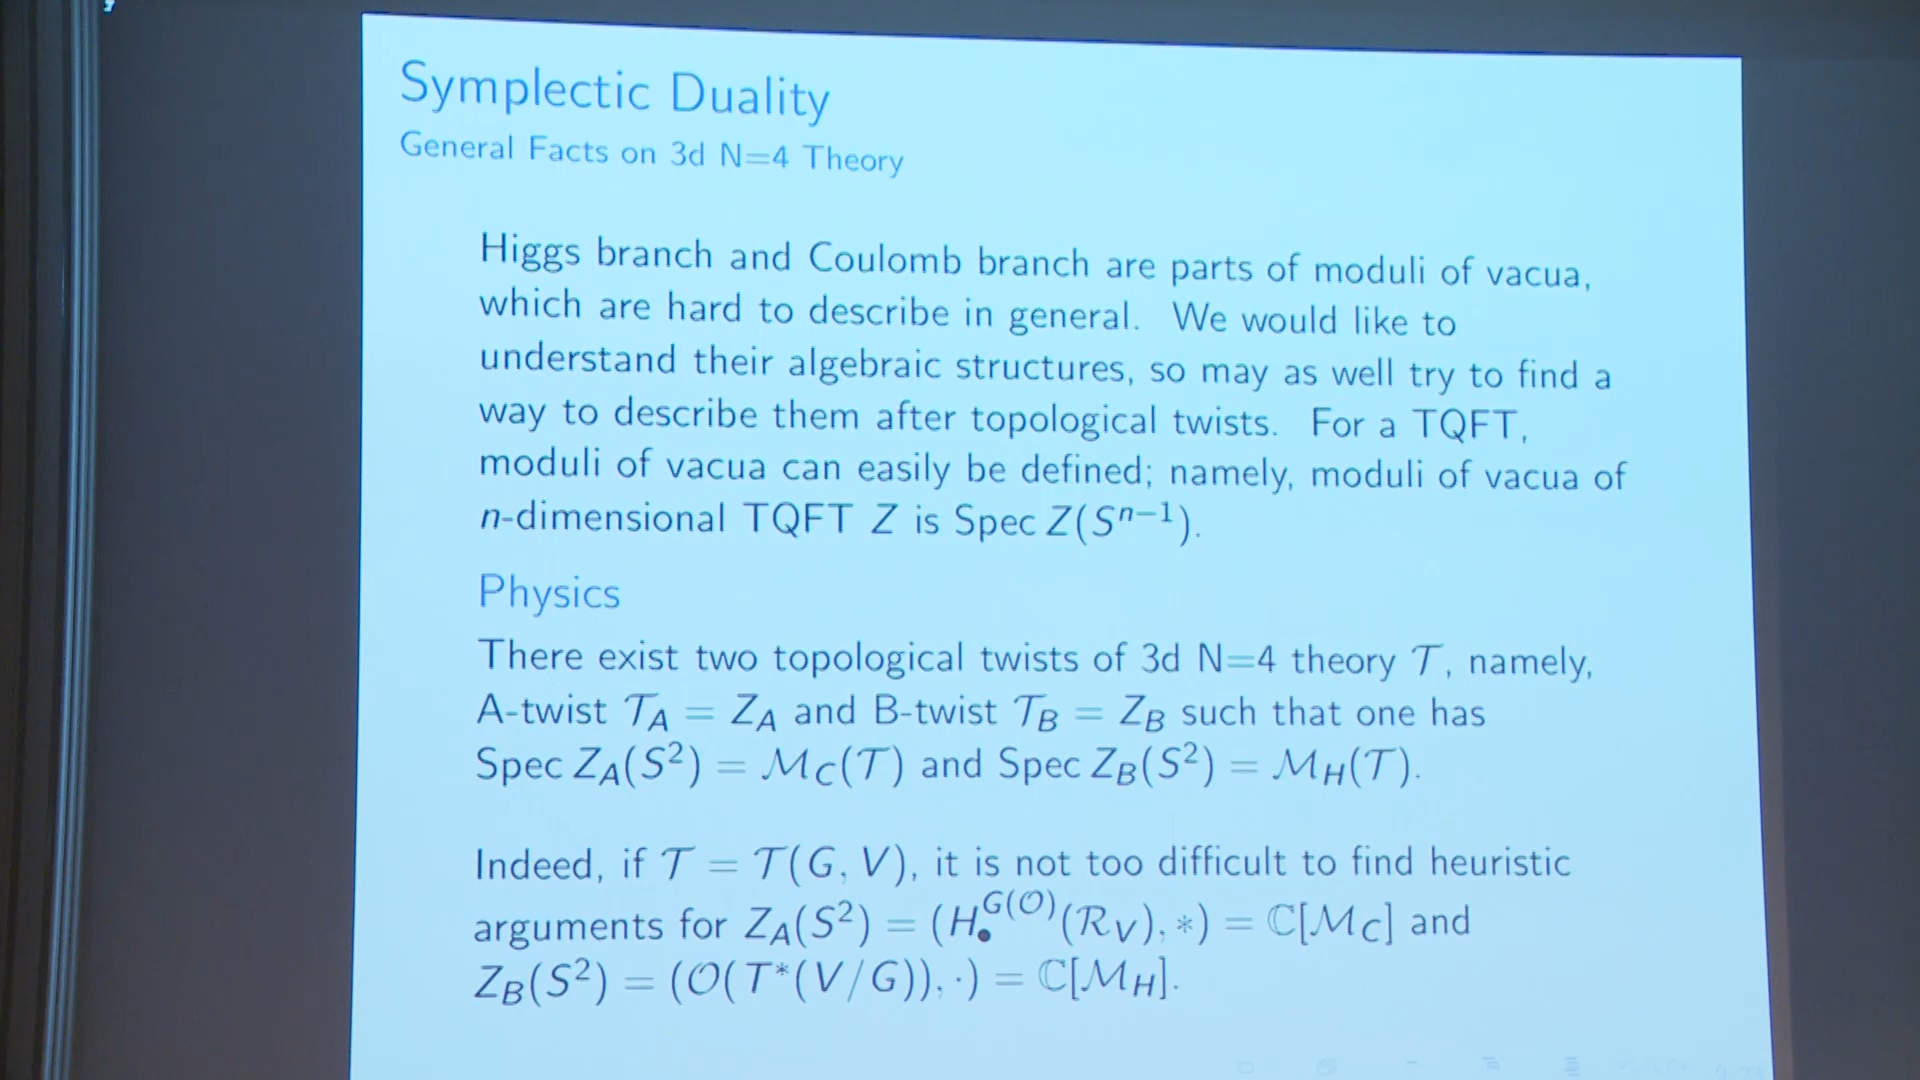 Symplectic Duality
General Facts on 3d N=4 Theory
Higgs branch and Coulomb branch are parts of moduli of vacua,
which are hard to describe in general. We would like to
understand their algebraic structures, so may as well try to find a
way to describe them after topological twists. For a TQFT,
moduli of vacua can easily be defined; namely, moduli of vacua of
n-dimensional TQFT Z is Spec Z(Sⁿ⁻¹).
Physics
There exist two topological twists of 3d N=4 theory 𝒯, namely,
A-twist 𝒯_A = Z_A and B-twist 𝒯_B = Z_B such that one has
Spec Z_A(S²) = ℳ_C(𝒯) and Spec Z_B(S²) = ℳ_H(𝒯).
Indeed, if 𝒯 = 𝒯(G, V), it is not too difficult to find heuristic
arguments for Z_A(S²) = (H_•^{G(𝒪)}(ℛ_V), *) = ℂ[ℳ_C] and
Z_B(S²) = (𝒪(T*(V/G)), ·) = ℂ[ℳ_H].